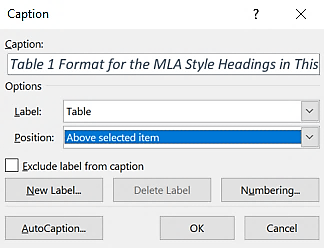 Caption
?
Caption:
Table 1 Format for the MLA Style Headings in This
Options
Label: Table
Position: Above selected item
Exclude label from caption
New Label... Delete Label Numbering...
AutoCaption... OK Cancel